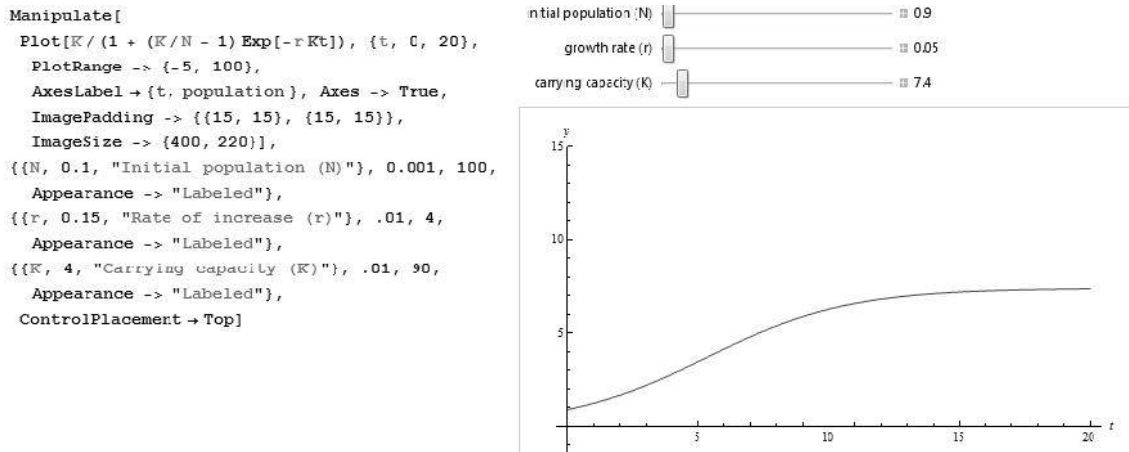 Manipulate[
Plot[K/(1 + (K/N - 1) Exp[-r Kt]), {t, 0, 20},
PlotRange -> {-5, 100},
AxesLabel → {t, population}, Axes -> True,
ImagePadding -> {{15, 15}, {15, 15}},
ImageSize -> {400, 220}],
{{N, 0.1, "Initial population (N)"}, 0.001, 100,
Appearance -> "Labeled"},
{{r, 0.15, "Rate of increase (r)"}, .01, 4,
Appearance -> "Labeled"},
{{K, 4, "Carrying capacity (K)"}, .01, 90,
Appearance -> "Labeled"},
ControlPlacement → Top]
initial population (N) 0.9
growth rate (r) 0.05
carrying capacity (K) 7.4
y
15
10
5
5 10 15 20 t